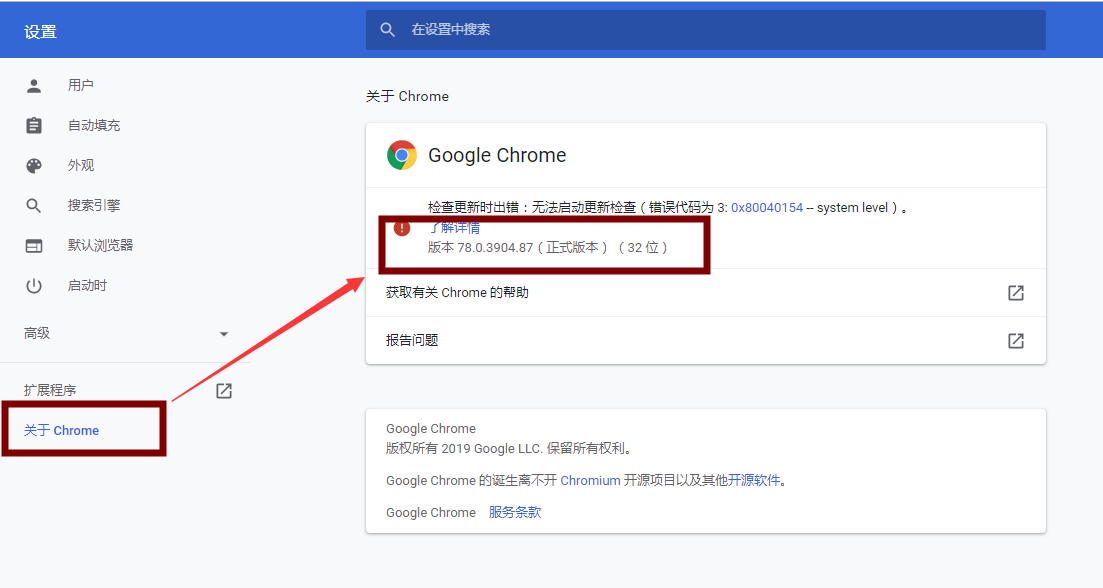 设置
在设置中搜索
用户
自动填充
外观
搜索引擎
默认浏览器
启动时
高级
扩展程序
关于 Chrome
关于 Chrome
Google Chrome
检查更新时出错：无法启动更新检查（错误代码为 3: 0x80040154 -- system level）。
了解详情
版本 78.0.3904.87（正式版本）（32 位）
获取有关 Chrome 的帮助
报告问题
Google Chrome
版权所有 2019 Google LLC. 保留所有权利。
Google Chrome 的诞生离不开 Chromium 开源项目以及其他开源软件。
Google Chrome 服务条款